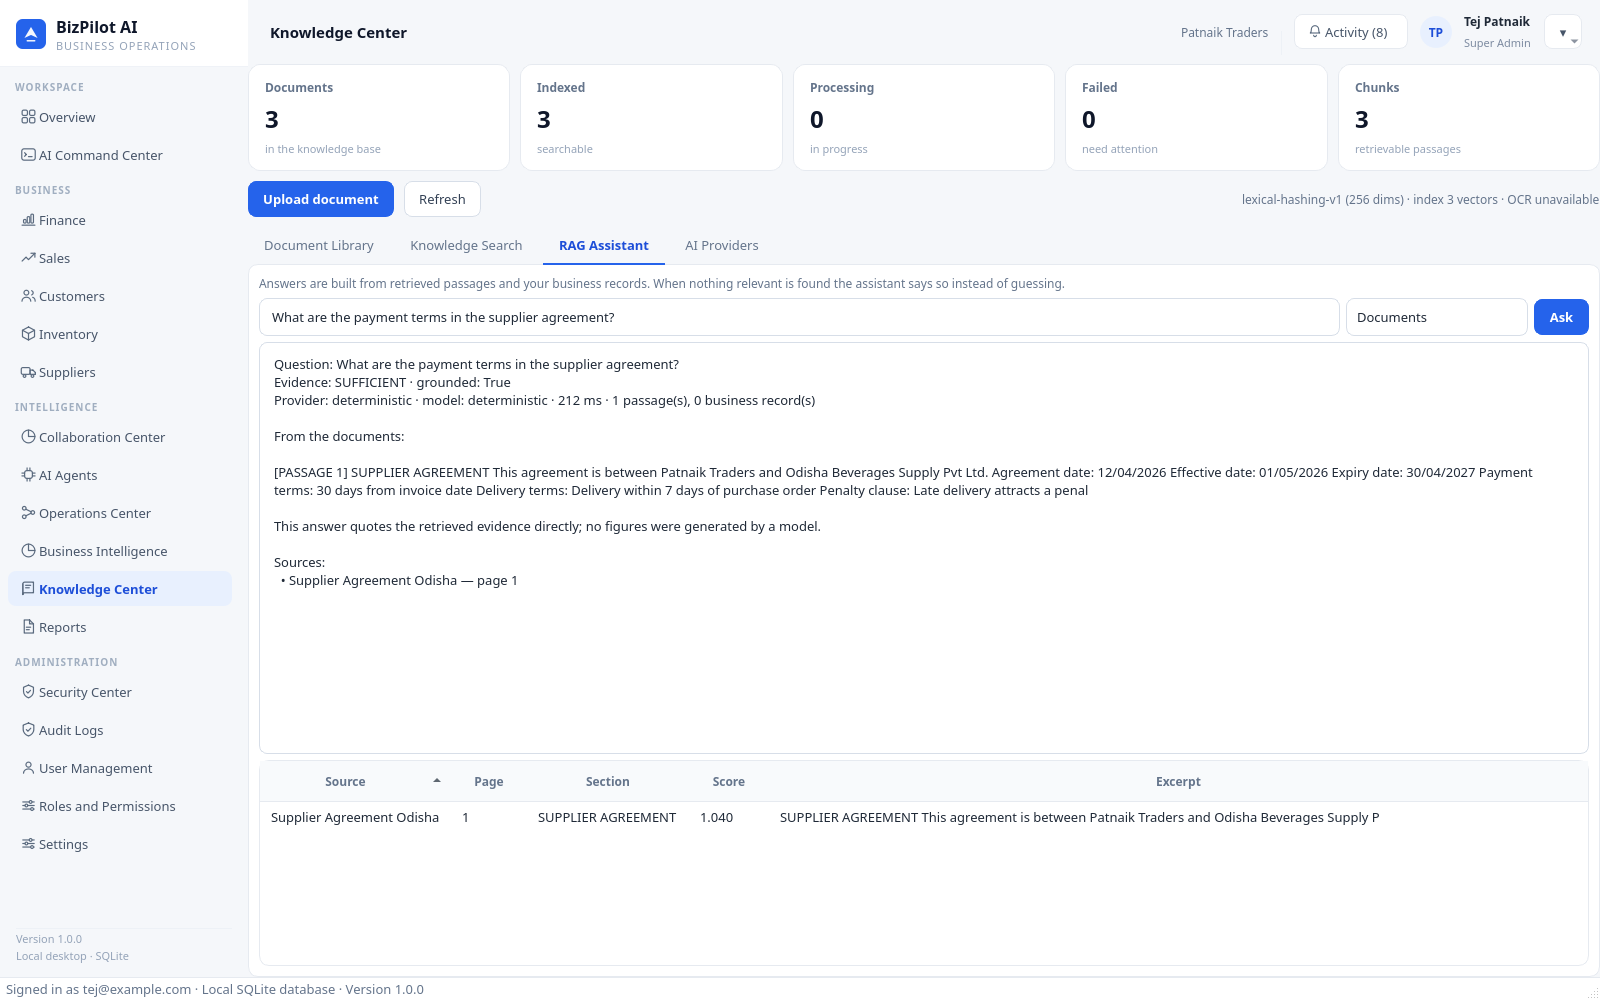 BizPilot AI
BUSINESS OPERATIONS
WORKSPACE
Overview
AI Command Center
BUSINESS
Finance
Sales
Customers
Inventory
Suppliers
INTELLIGENCE
Collaboration Center
AI Agents
Operations Center
Business Intelligence
Knowledge Center
Reports
ADMINISTRATION
Security Center
Audit Logs
User Management
Roles and Permissions
Settings
Version 1.0.0
Local desktop · SQLite
Knowledge Center
Patnaik Traders
Activity (8)
TP
Tej Patnaik
Super Admin
Documents
3
in the knowledge base
Indexed
3
searchable
Processing
0
in progress
Failed
0
need attention
Chunks
3
retrievable passages
Upload document
Refresh
lexical-hashing-v1 (256 dims) · index 3 vectors · OCR unavailable
Document Library
Knowledge Search
RAG Assistant
AI Providers
Answers are built from retrieved passages and your business records. When nothing relevant is found the assistant says so instead of guessing.
What are the payment terms in the supplier agreement?
Documents
Ask
Question: What are the payment terms in the supplier agreement?
Evidence: SUFFICIENT · grounded: True
Provider: deterministic · model: deterministic · 212 ms · 1 passage(s), 0 business record(s)
From the documents:
[PASSAGE 1] SUPPLIER AGREEMENT This agreement is between Patnaik Traders and Odisha Beverages Supply Pvt Ltd. Agreement date: 12/04/2026 Effective date: 01/05/2026 Expiry date: 30/04/2027 Payment
terms: 30 days from invoice date Delivery terms: Delivery within 7 days of purchase order Penalty clause: Late delivery attracts a penal
This answer quotes the retrieved evidence directly; no figures were generated by a model.
Sources:
• Supplier Agreement Odisha — page 1
Source Page Section Score Excerpt
Supplier Agreement Odisha 1 SUPPLIER AGREEMENT 1.040 SUPPLIER AGREEMENT This agreement is between Patnaik Traders and Odisha Beverages Supply P
Signed in as tej@example.com · Local SQLite database · Version 1.0.0